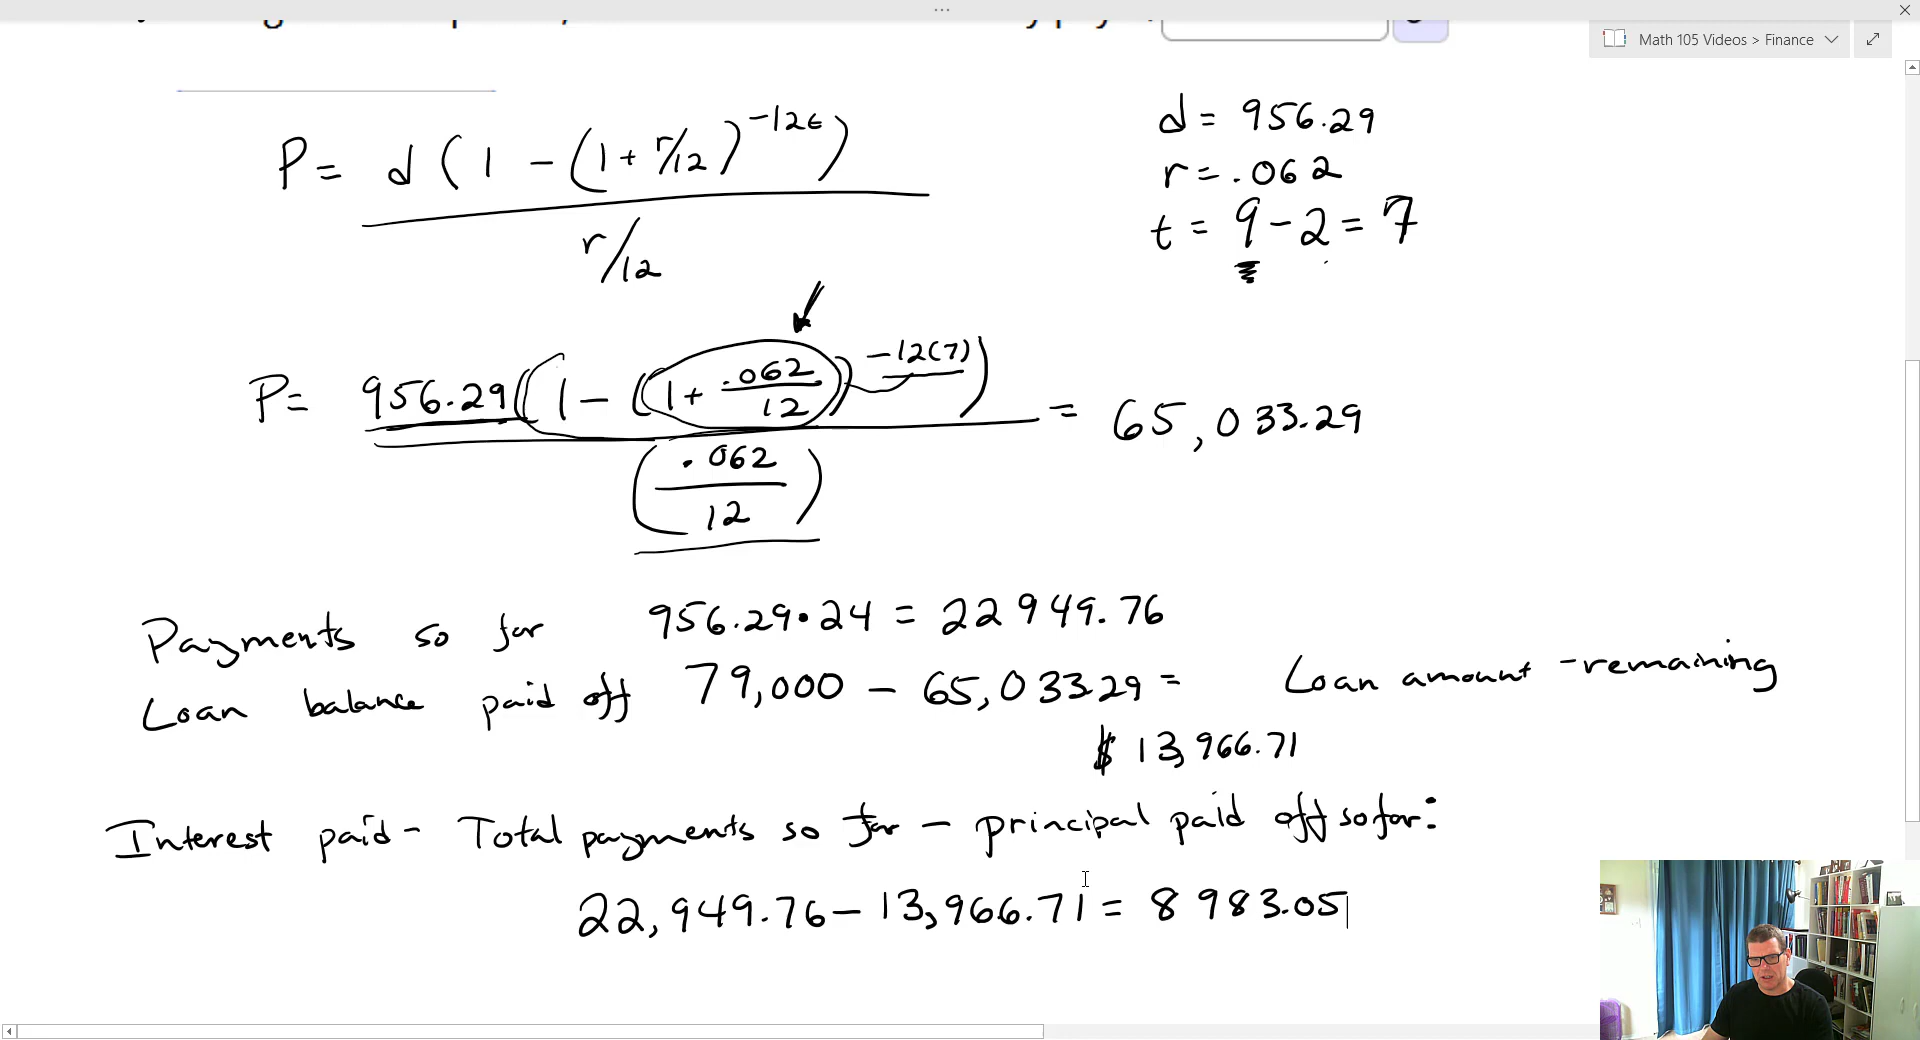 Math 105 Videos > Finance
P = d(1 - (1 + r/12)^-12t)
r/12
d = 956.29
r = .062
t = 9 - 2 = 7
P = 956.29(1 - (1 + .062/12)^-12(7)) = 65,033.29
(.062/12)
Payments so far 956.29 • 24 = 22949.76
Loan balance paid off 79,000 - 65,033.29 = Loan amount - remaining
$ 13,966.71
Interest paid - Total payments so far - principal paid off so far:
22,949.76 - 13,966.71 = 8983.05